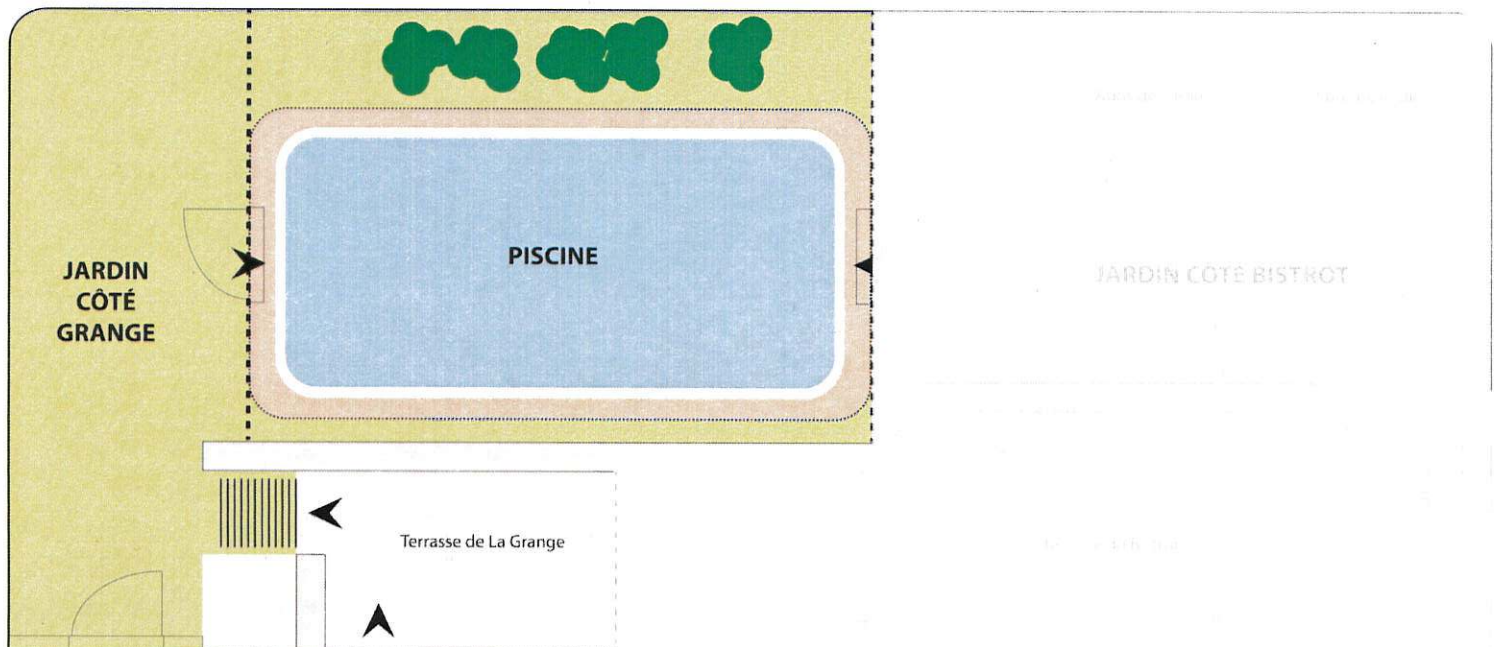 JARDIN
CÔTÉ
GRANGE
PISCINE
JARDIN CÔTÉ BISTROT
Terrasse de La Grange